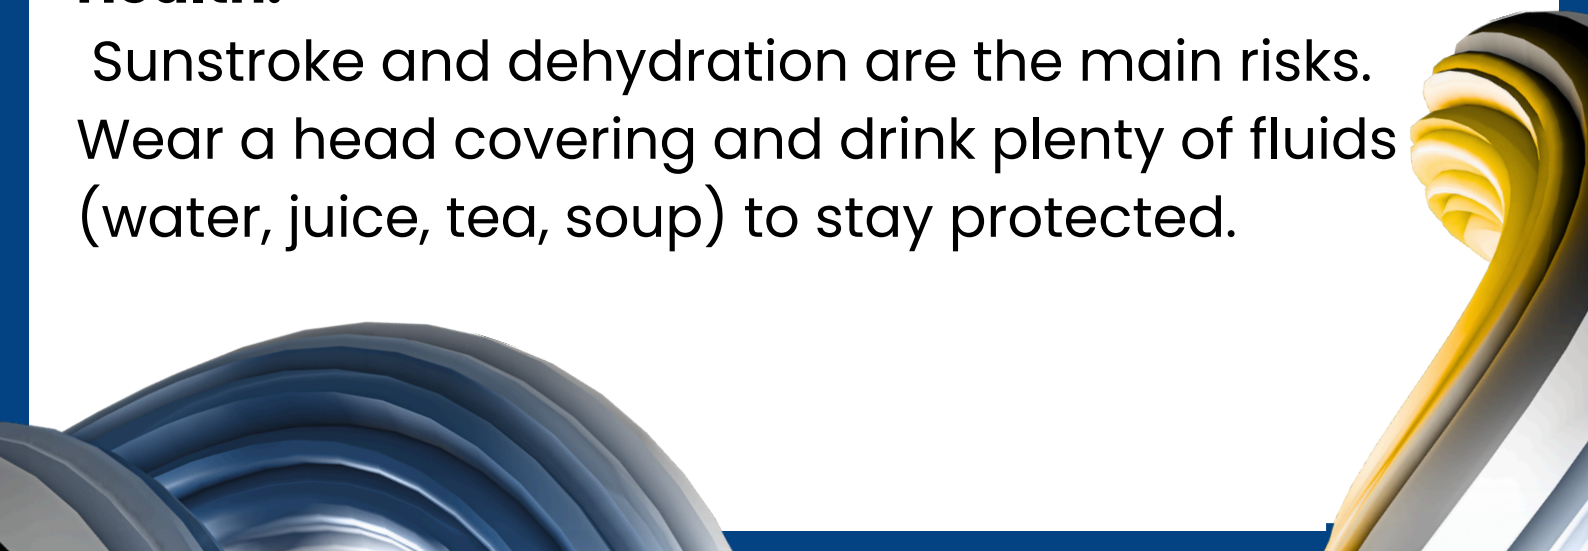 Health:
Sunstroke and dehydration are the main risks.
Wear a head covering and drink plenty of fluids
(water, juice, tea, soup) to stay protected.